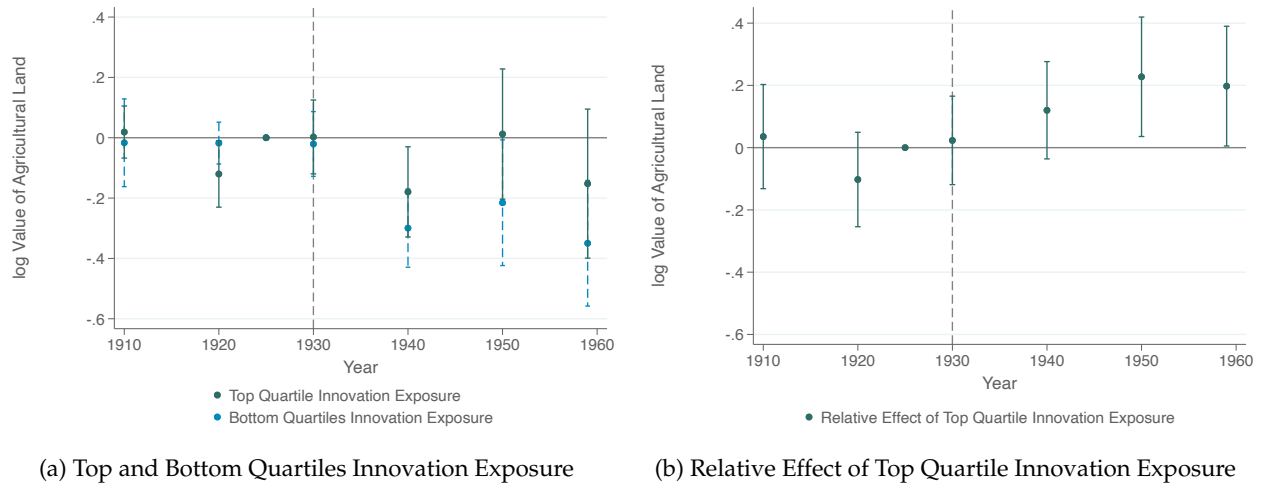 .4
.2
0
-.2
-.4
-.6
log Value of Agricultural Land
1910 1920 1930 1940 1950 1960
Year
Top Quartile Innovation Exposure
Bottom Quartiles Innovation Exposure
(a) Top and Bottom Quartiles Innovation Exposure
.4
.2
0
-.2
-.4
-.6
log Value of Agricultural Land
1910 1920 1930 1940 1950 1960
Year
Relative Effect of Top Quartile Innovation Exposure
(b) Relative Effect of Top Quartile Innovation Exposure